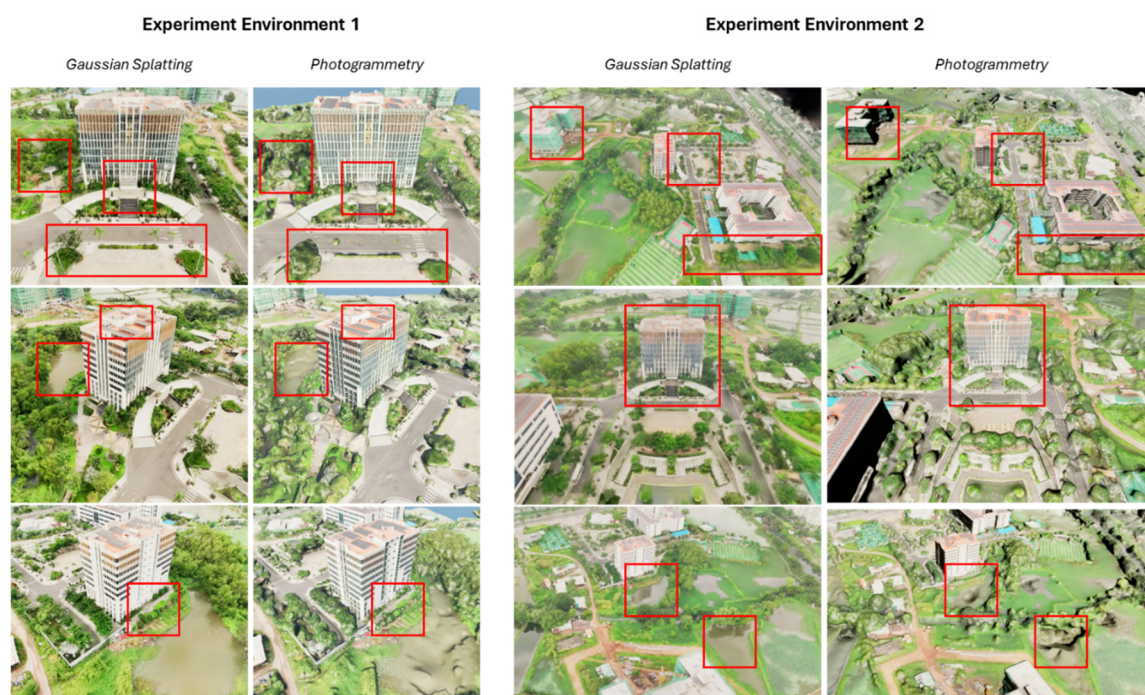 Experiment Environment 1
Experiment Environment 2
Gaussian Splatting
Photogrammetry
Gaussian Splatting
Photogrammetry